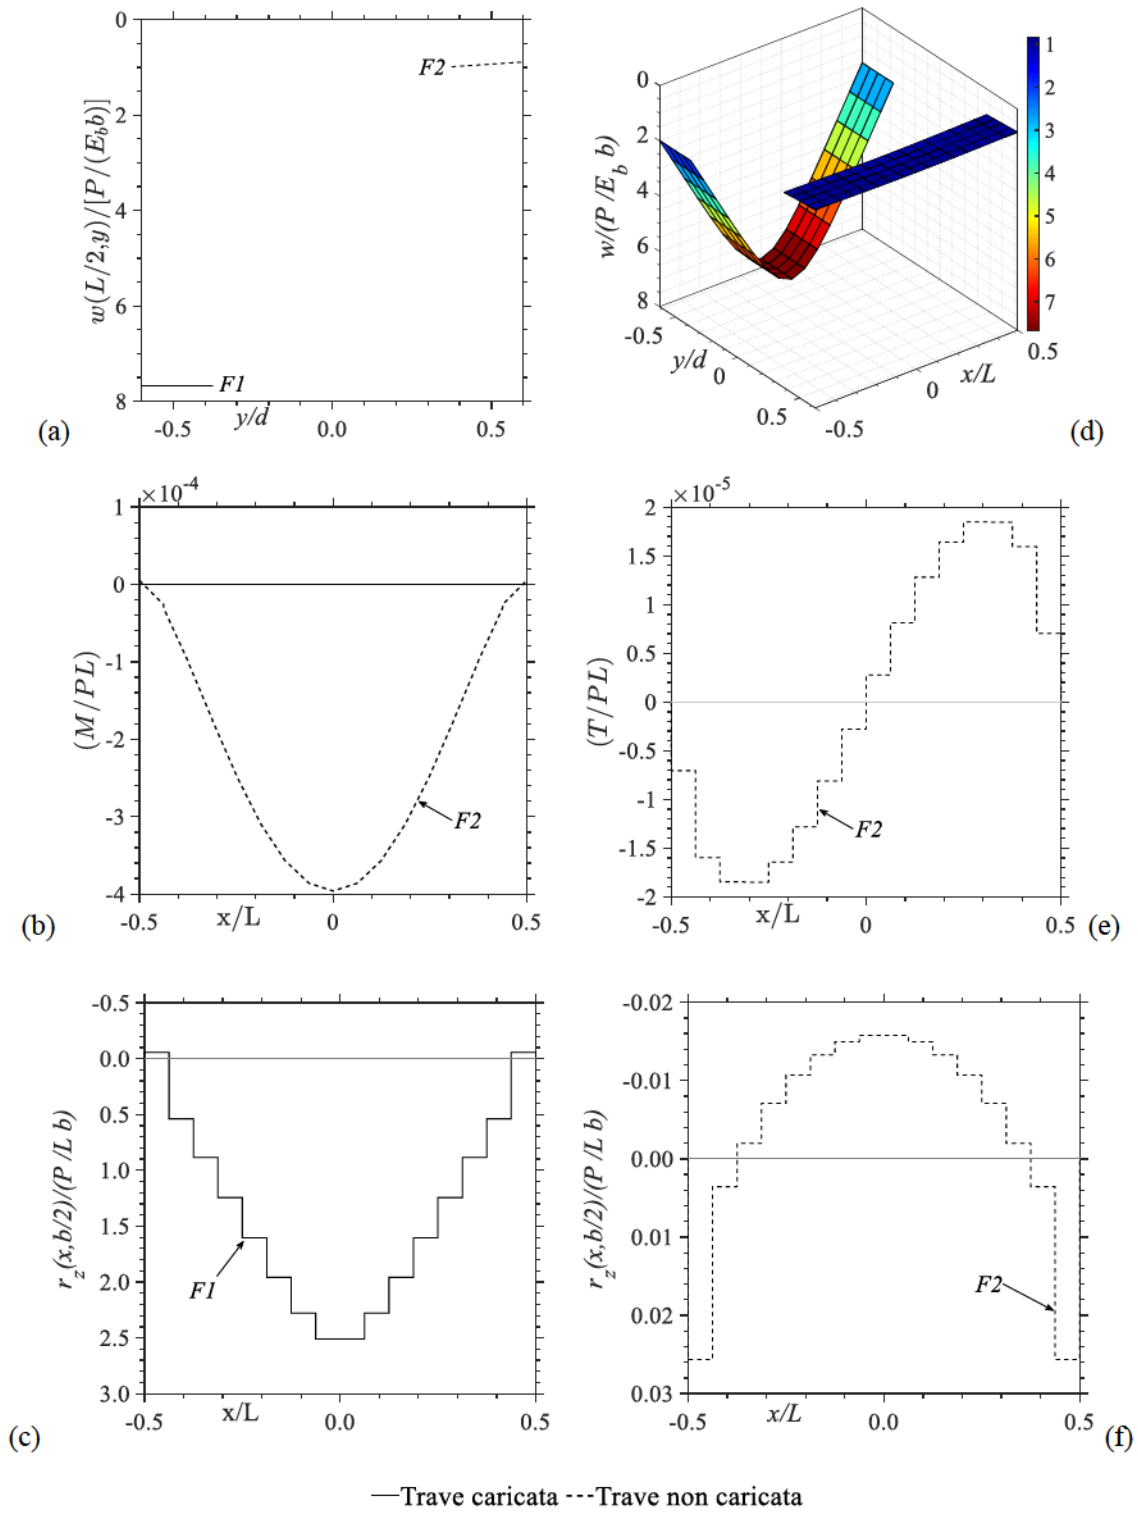 0
2
4
6
8
w(L/2,y)/[P/(E_b b)]
F2
F1
-0.5
y/d
0.0
0.5
(a)
0
2
4
6
8
w/(P/E_b b)
-0.5
y/d
0
0.5
-0.5
0
x/L
0.5
1
2
3
4
5
6
7
(d)
×10^-4
1
0
-1
-2
-3
-4
(M/PL)
F2
-0.5
x/L
0
0.5
(b)
×10^-5
2
1.5
1
0.5
0
-0.5
-1
-1.5
-2
(T/PL)
F2
-0.5
x/L
0
0.5
(e)
-0.5
0.0
0.5
1.0
1.5
2.0
2.5
3.0
r_z(x,b/2)/(P/L b)
F1
-0.5
x/L
0.0
0.5
(c)
-0.02
-0.01
0.00
0.01
0.02
0.03
r_z(x,b/2)/(P/L b)
F2
-0.5
x/L
0.0
0.5
(f)
Trave caricata
Trave non caricata